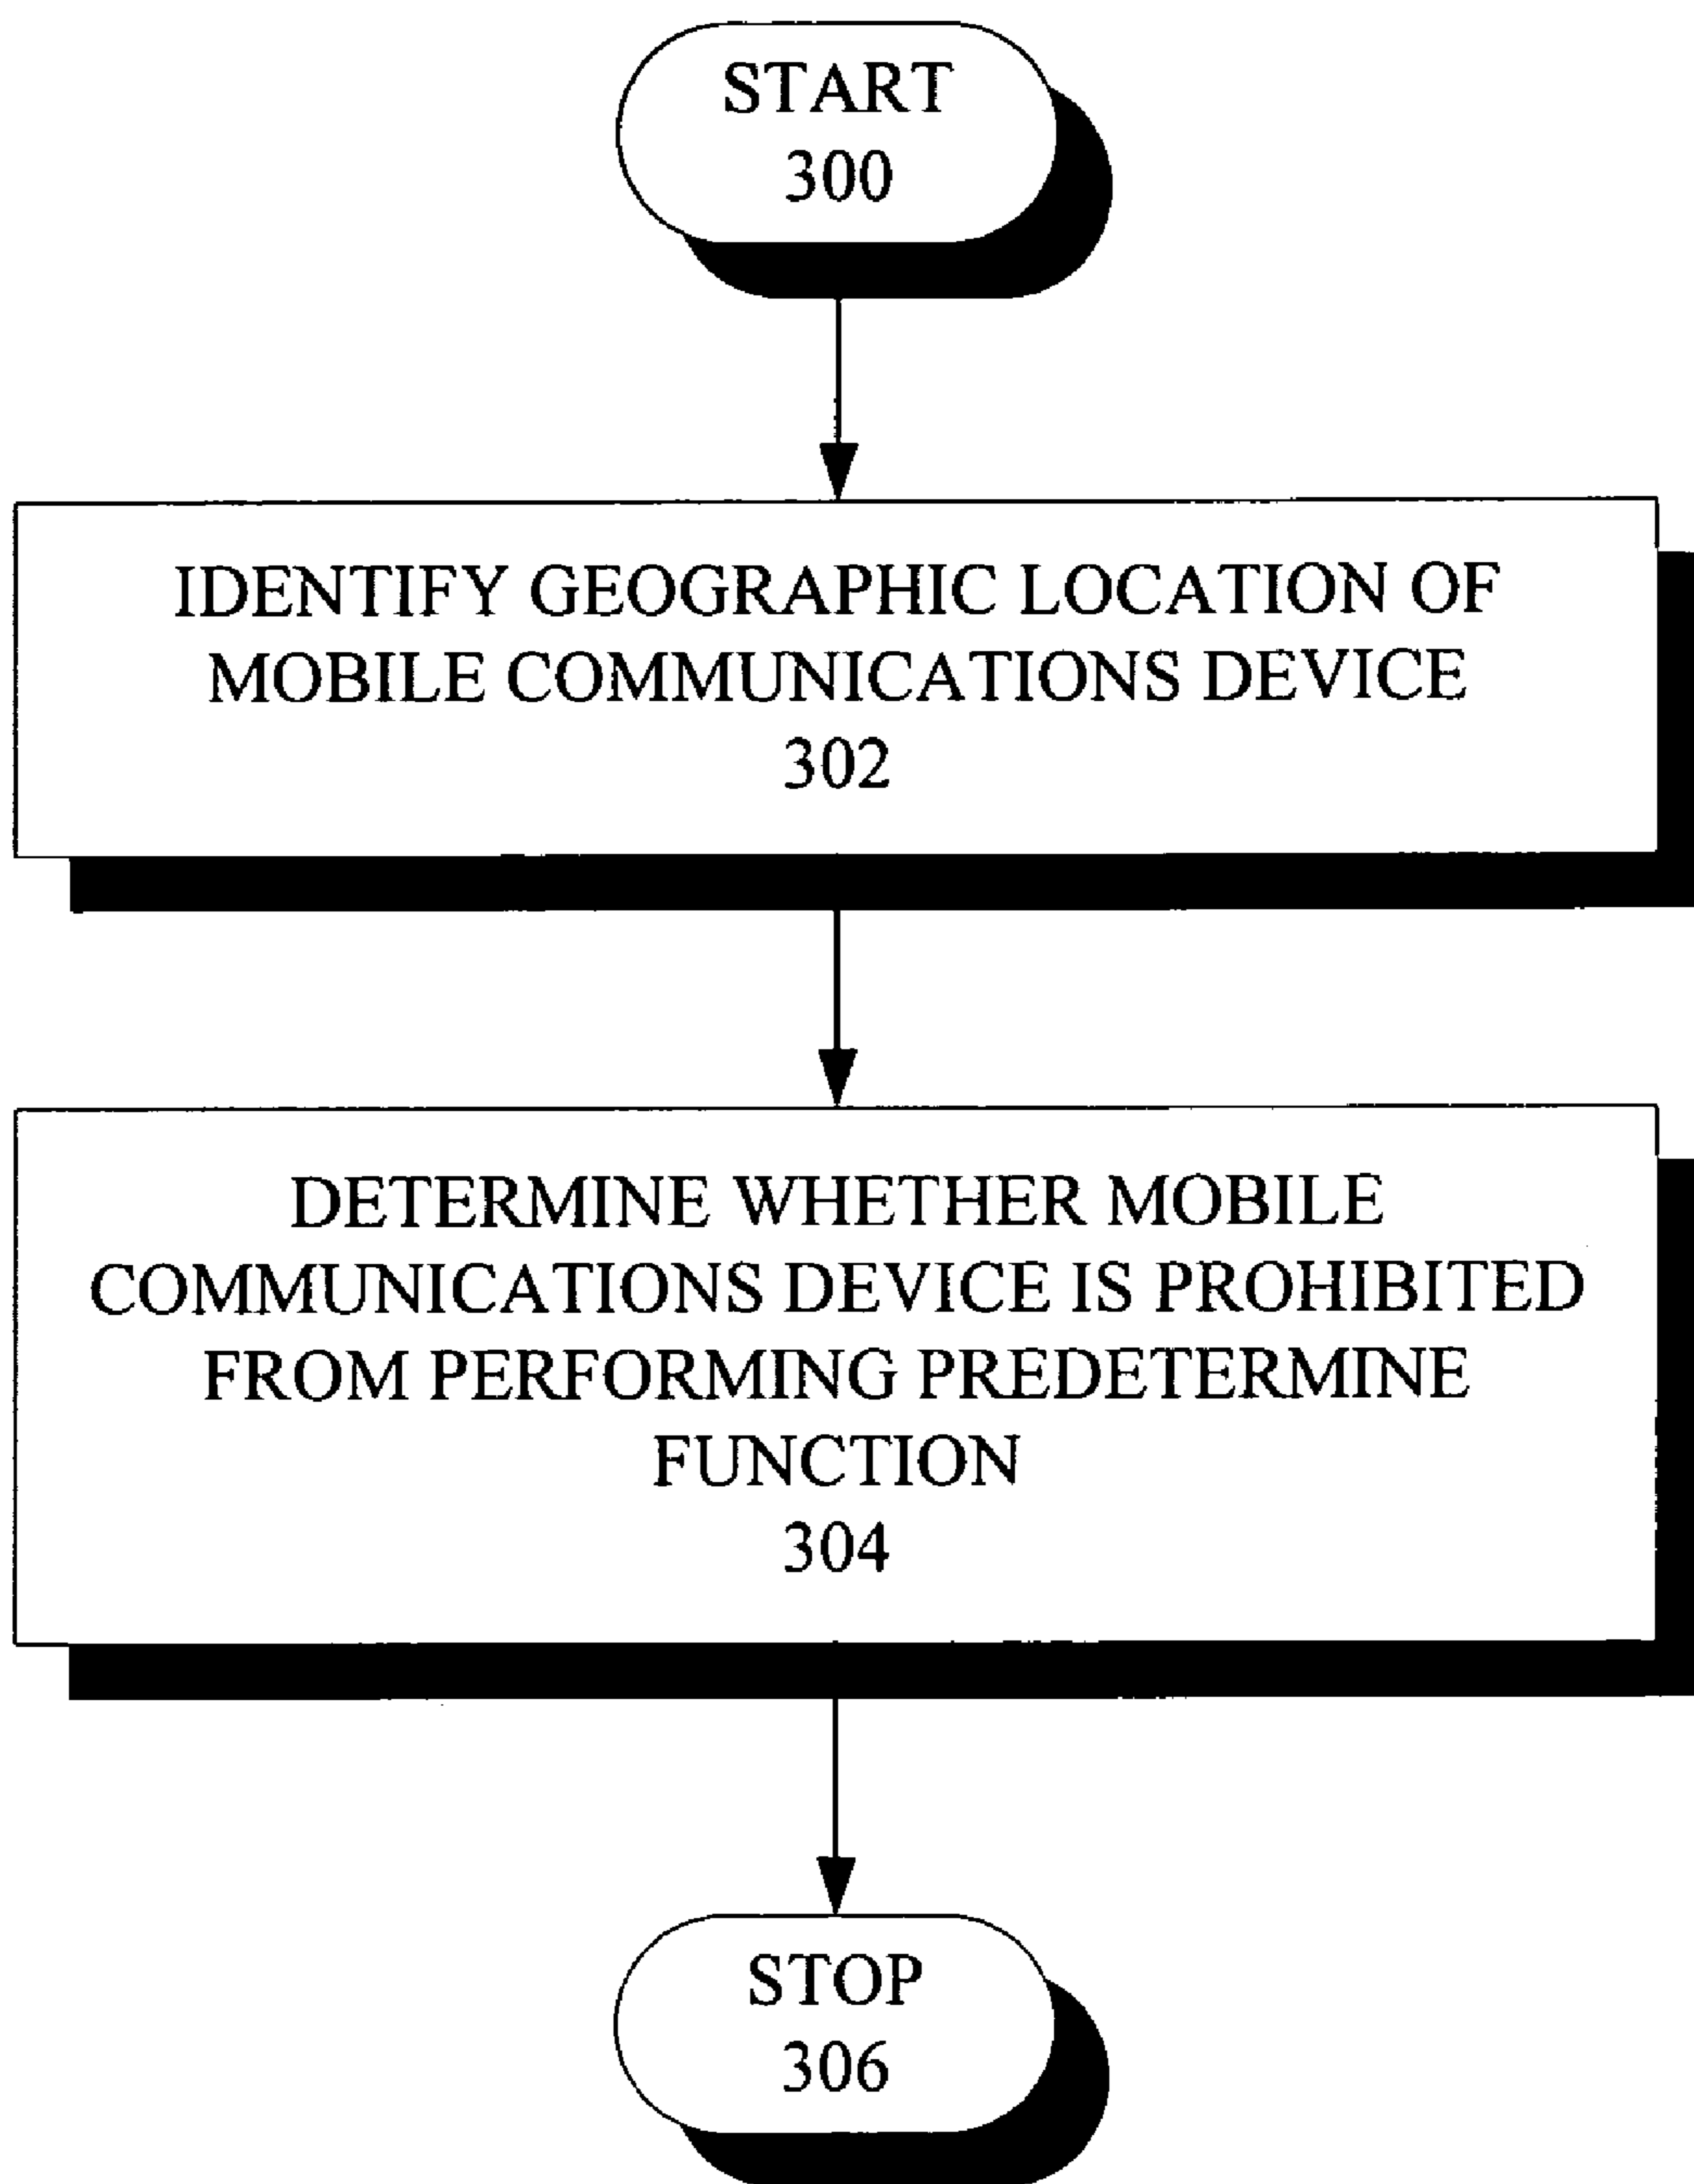 START
300
IDENTIFY GEOGRAPHIC LOCATION OF
MOBILE COMMUNICATIONS DEVICE
302
DETERMINE WHETHER MOBILE
COMMUNICATIONS DEVICE IS PROHIBITED
FROM PERFORMING PREDETERMINE
FUNCTION
304
STOP
306